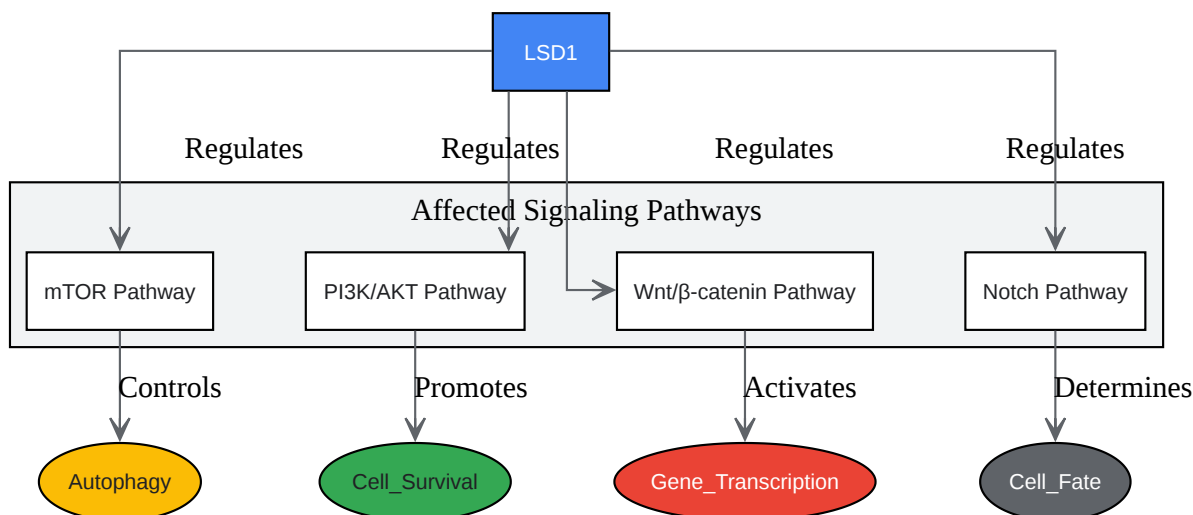 LSD1
Regulates Regulates Regulates Regulates
Affected Signaling Pathways
mTOR Pathway PI3K/AKT Pathway Wnt/β-catenin Pathway Notch Pathway
Controls Promotes Activates Determines
Autophagy Cell_Survival Gene_Transcription Cell_Fate